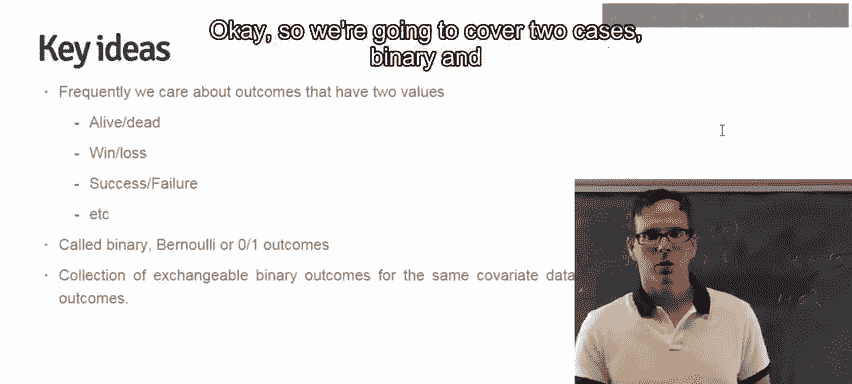 Okay, so we're going to cover two cases,
binary and
Key ideas
· Frequently we care about outcomes that have two values
- Alive/dead
- Win/loss
- Success/Failure
- etc
· Called binary, Bernoulli or 0/1 outcomes
· Collection of exchangeable binary outcomes for the same covariate data
outcomes.